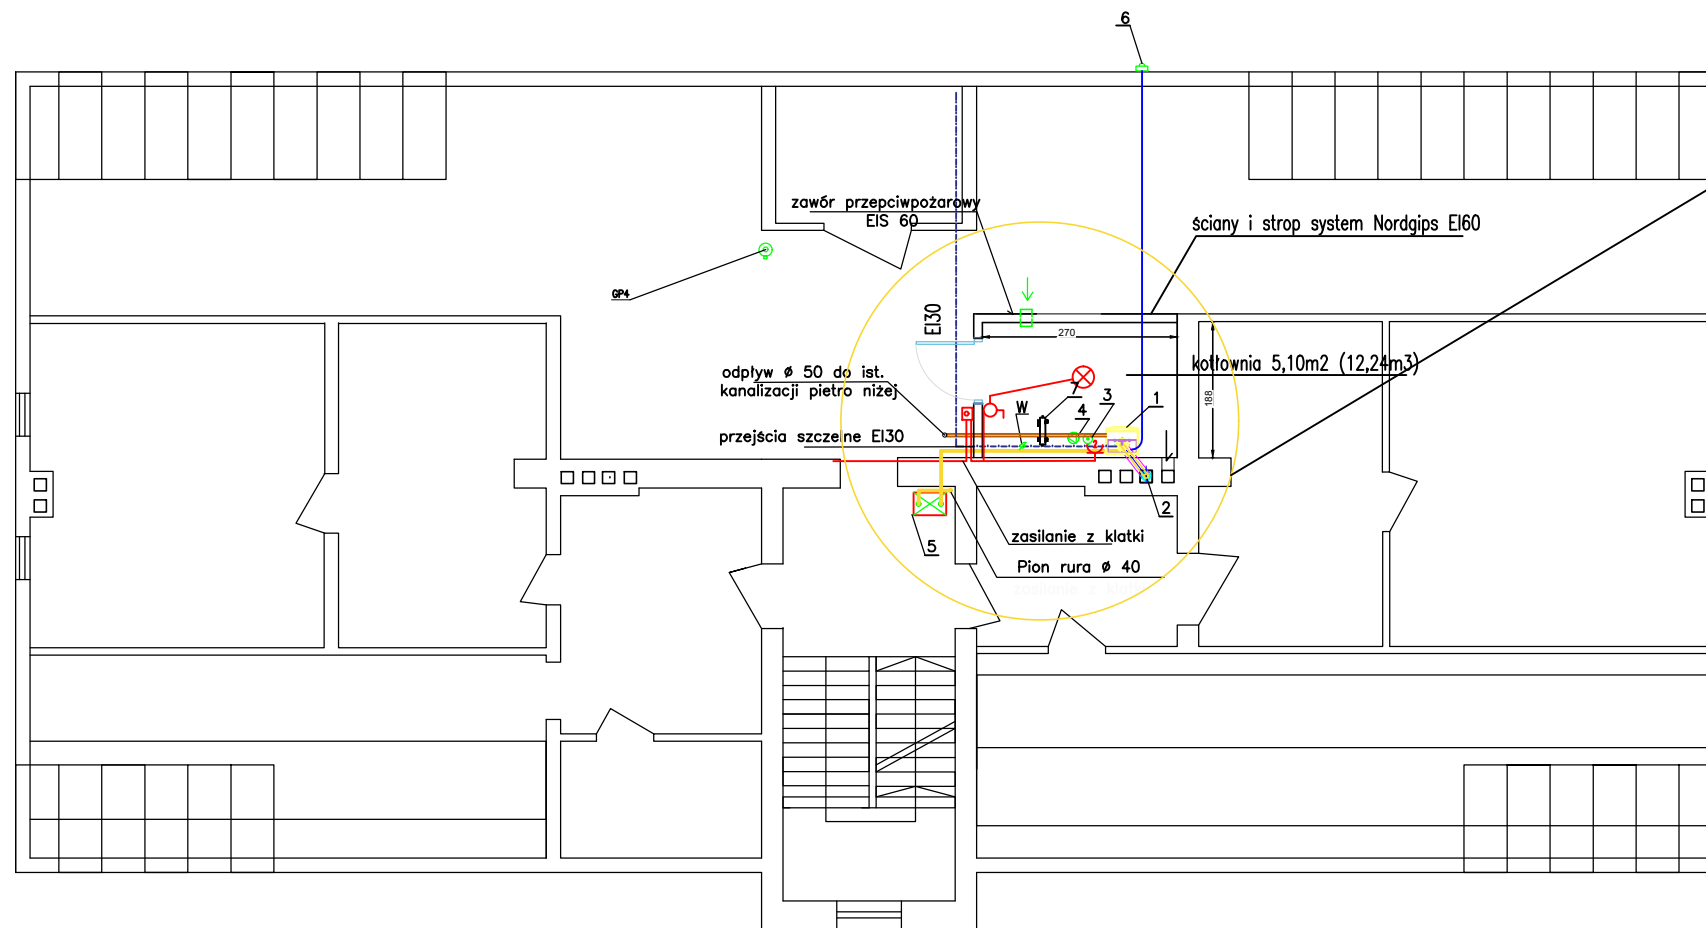 6
zawór przepciwpożarowy
EIS 60
ściany i strop system Nordgips EI60
GP4
EI30
270
kotłownia 5,10m2 (12,24m3)
188
odpływ ø 50 do ist.
kanalizacji pietro niżej
7
3
1
W
4
przejścia szczelne EI30
2
5
zasilanie z klatki
Pion rura ø 40